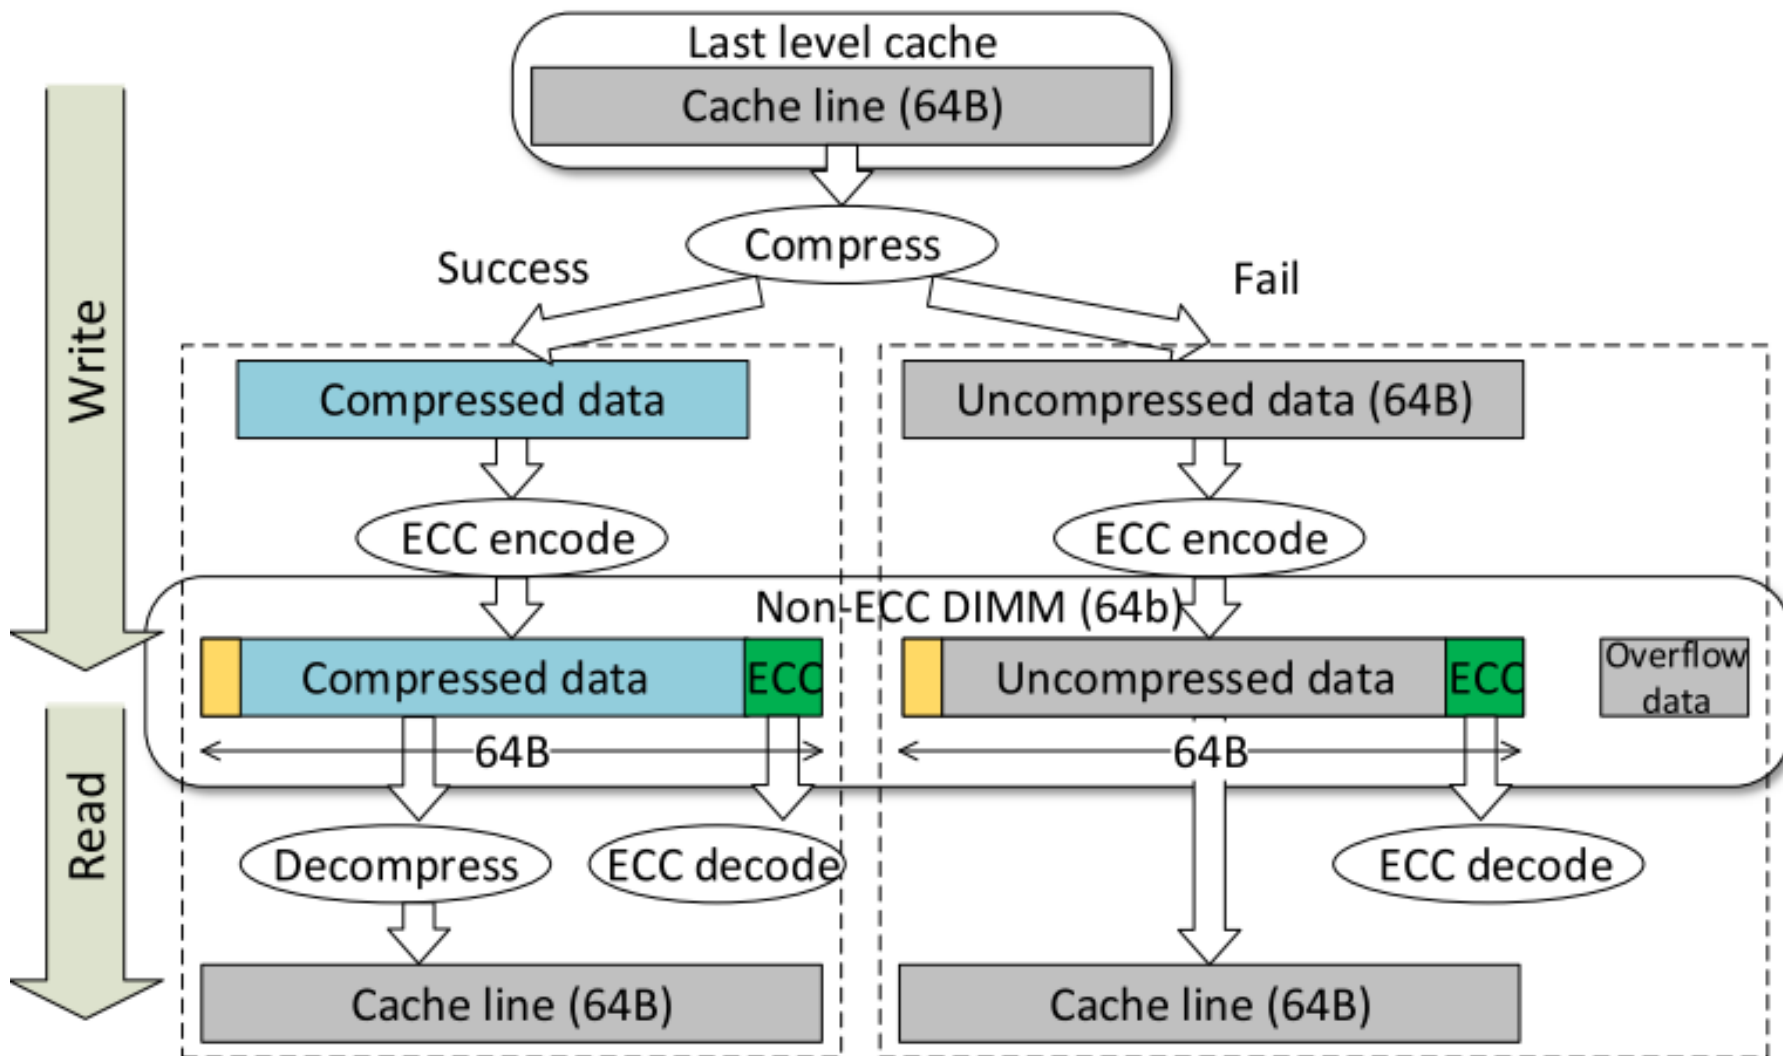 Last level cache
Cache line (64B)
Compress
Success
Fail
Write
Compressed data
Uncompressed data (64B)
ECC encode
ECC encode
Non-ECC DIMM (64b)
Compressed data
ECC
Uncompressed data
ECC
Overflow
data
64B
64B
Read
Decompress
ECC decode
ECC decode
Cache line (64B)
Cache line (64B)